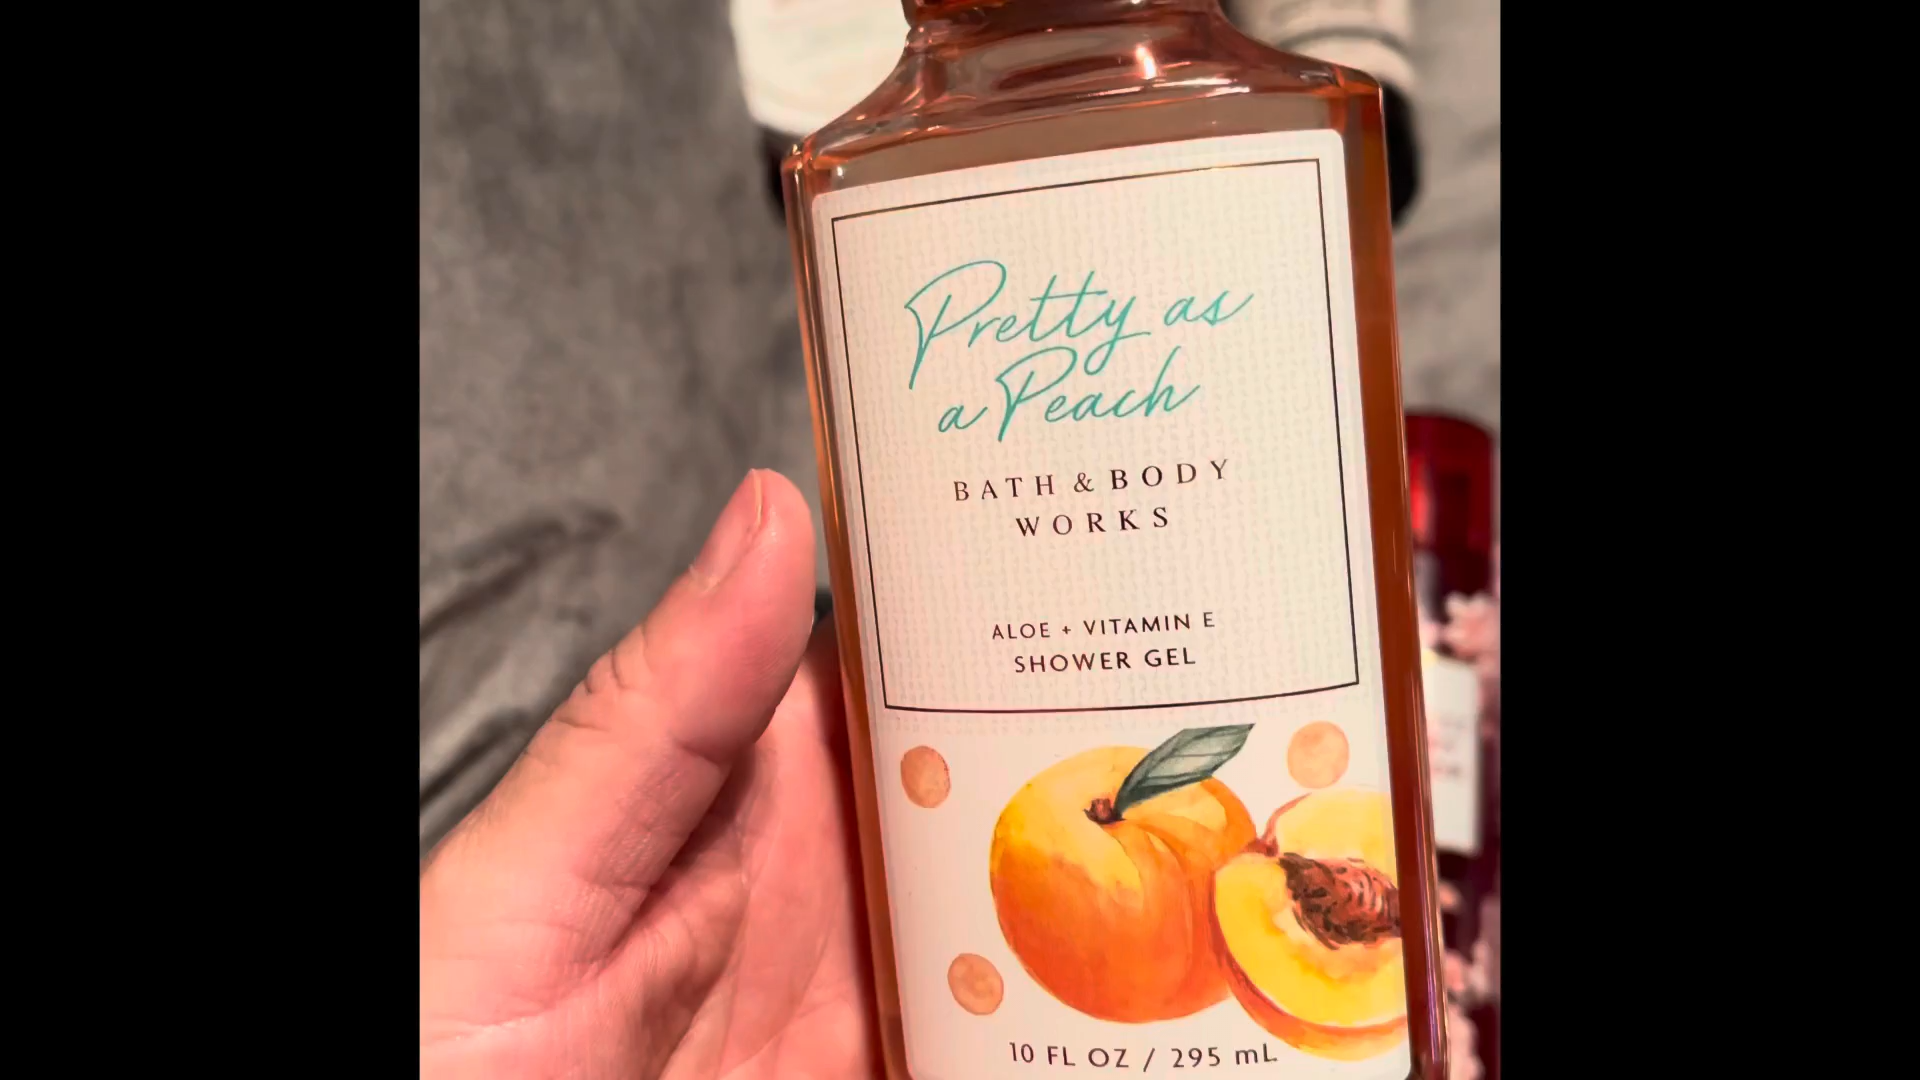 Pretty as
a Peach
BATH & BODY
WORKS
ALOE + VITAMIN E
SHOWER GEL
10 FL OZ / 295 mL